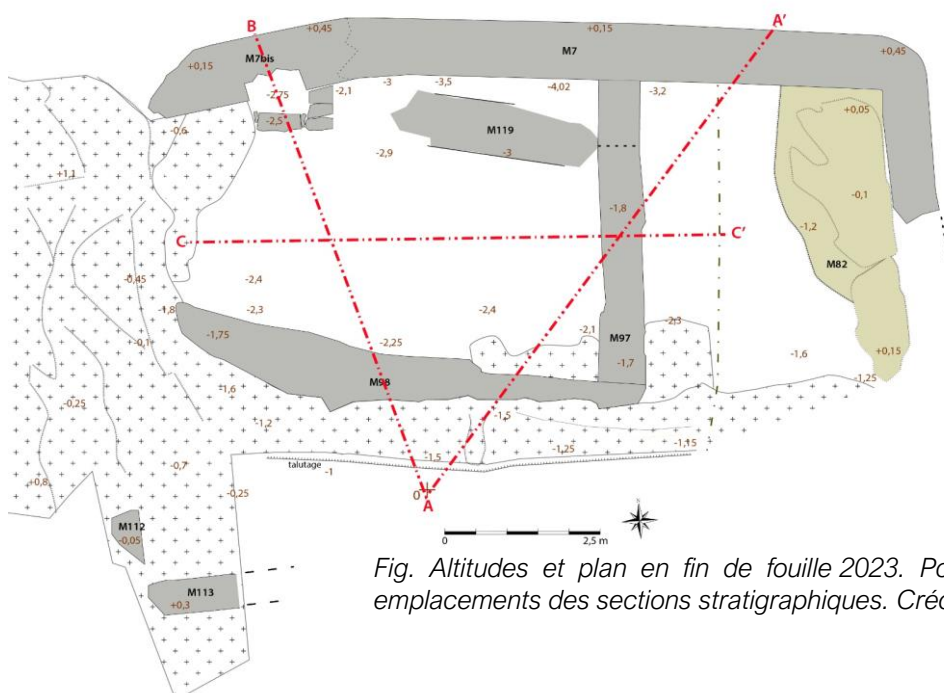 B
+0,45
+0,15
A'
M7
+0,45
+0,15
M7bis
-2,75
-2,1
-3
-3,5
-4,02
-3,2
+0,05
-0,6
-2,5
M119
-2,9
-3
+1,1
-0,1
-1,8
-1,2
C
C'
M82
-0,45
-2,4
-1,8
-2,3
-2,4
-2,1
-2,3
-1,75
-0,1
-2,25
M97
-1,6
+0,15
-1,7
-1,25
M98
-1,6
-0,25
-1,2
-1,5
-1,25
-1,15
-0,7
talutage
-1
-1,5
+0,8
-0,25
0
A
M112
-0,05
0
2,5 m
M113
+0,3
Fig. Altitudes et plan en fin de fouille 2023. Po
emplacements des sections stratigraphiques. Créd